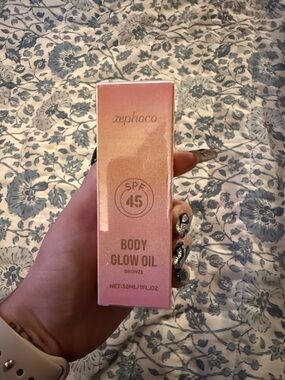 zephoco
SPF
45
BODY
GLOW OIL
BRONZE
NET:30ML/1FL.OZ